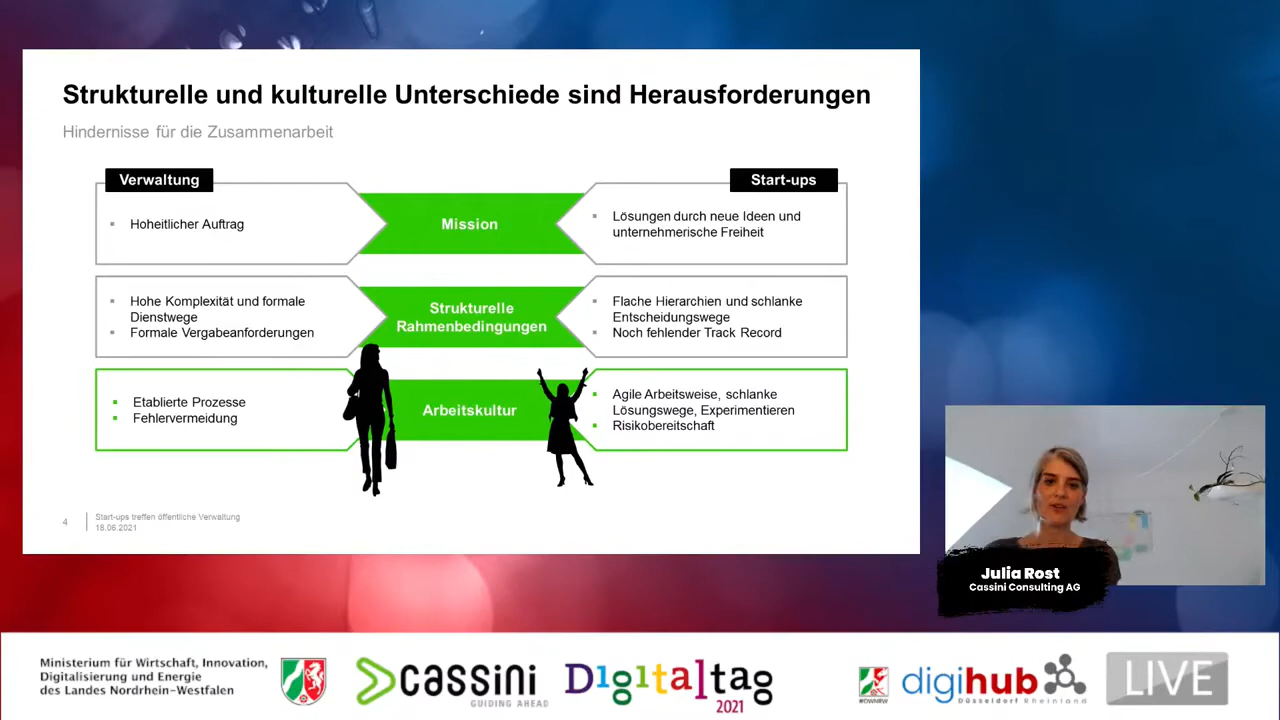 Strukturelle und kulturelle Unterschiede sind Herausforderungen
Hindernisse für die Zusammenarbeit
Verwaltung
Start-ups
Hoheitlicher Auftrag
Mission
Lösungen durch neue Ideen und
unternehmerische Freiheit
Hohe Komplexität und formale
Dienstwege
Formale Vergabeanforderungen
Strukturelle
Rahmenbedingungen
Flache Hierarchien und schlanke
Entscheidungswege
Noch fehlender Track Record
Etablierte Prozesse
Fehlervermeidung
Arbeitskultur
Agile Arbeitsweise, schlanke
Lösungswege, Experimentieren
Risikobereitschaft
4
Start-ups treffen öffentliche Verwaltung
18.06.2021
Julia Rost
Cassini Consulting AG
Ministerium für Wirtschaft, Innovation,
Digitalisierung und Energie
des Landes Nordrhein-Westfalen
cassini
GUIDING AHEAD
Digitaltag
2021
#DWNRW
digihub
Düsseldorf Rheinland
LIVE